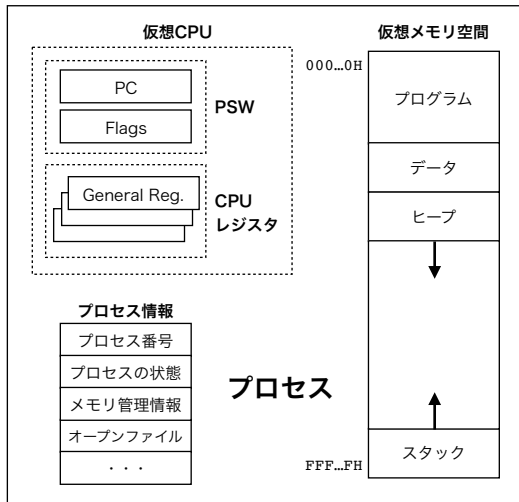 仮想CPU
PC
Flags
PSW
General Reg.
CPU
レジスタ
プロセス情報
プロセス番号
プロセスの状態
メモリ管理情報
オープンファイル
・・・
プロセス
仮想メモリ空間
000…0H
プログラム
データ
ヒープ
スタック
FFF…FH